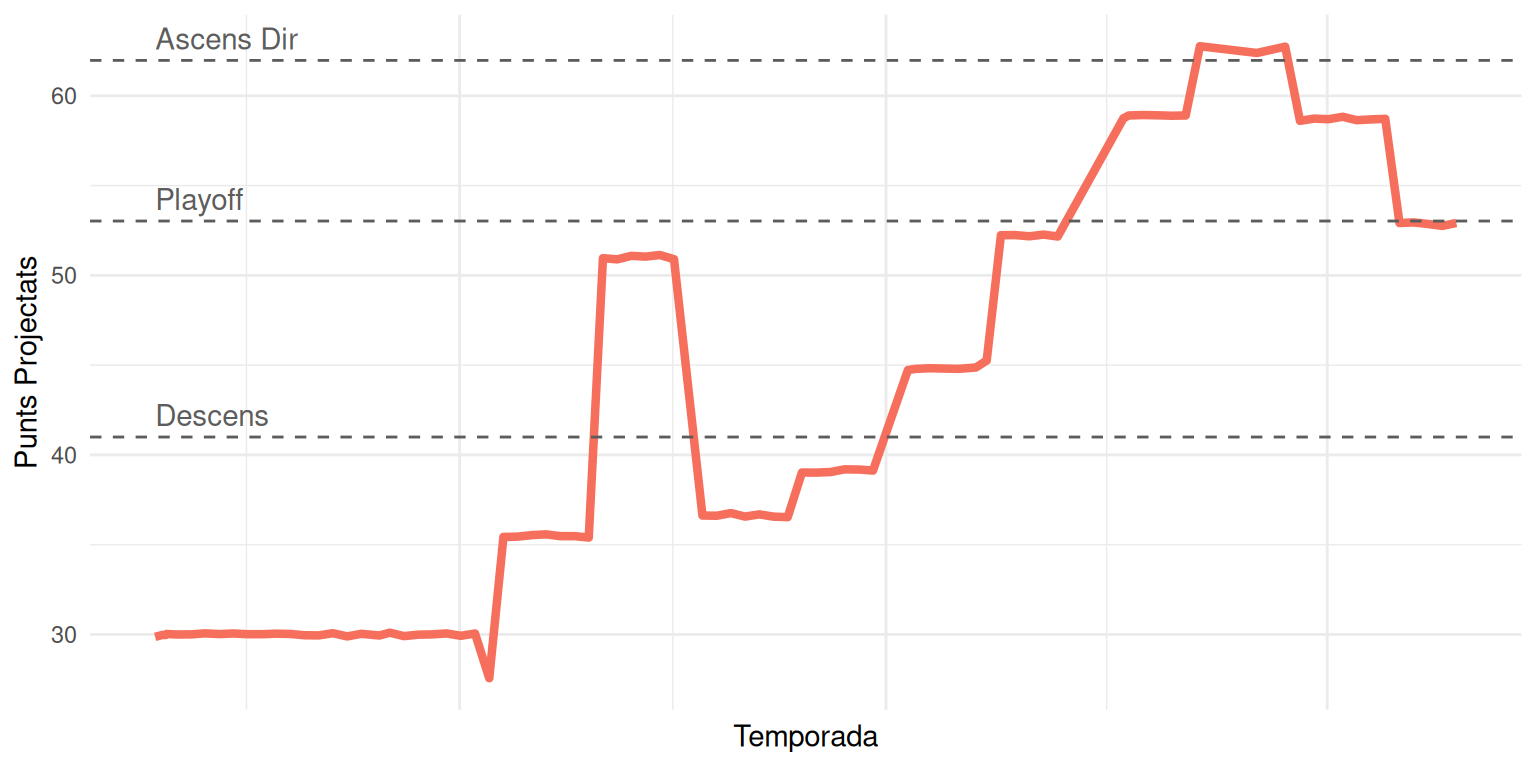 Ascens Dir
60
Playoff
50
Descens
40
30
Punts Projectats
Temporada